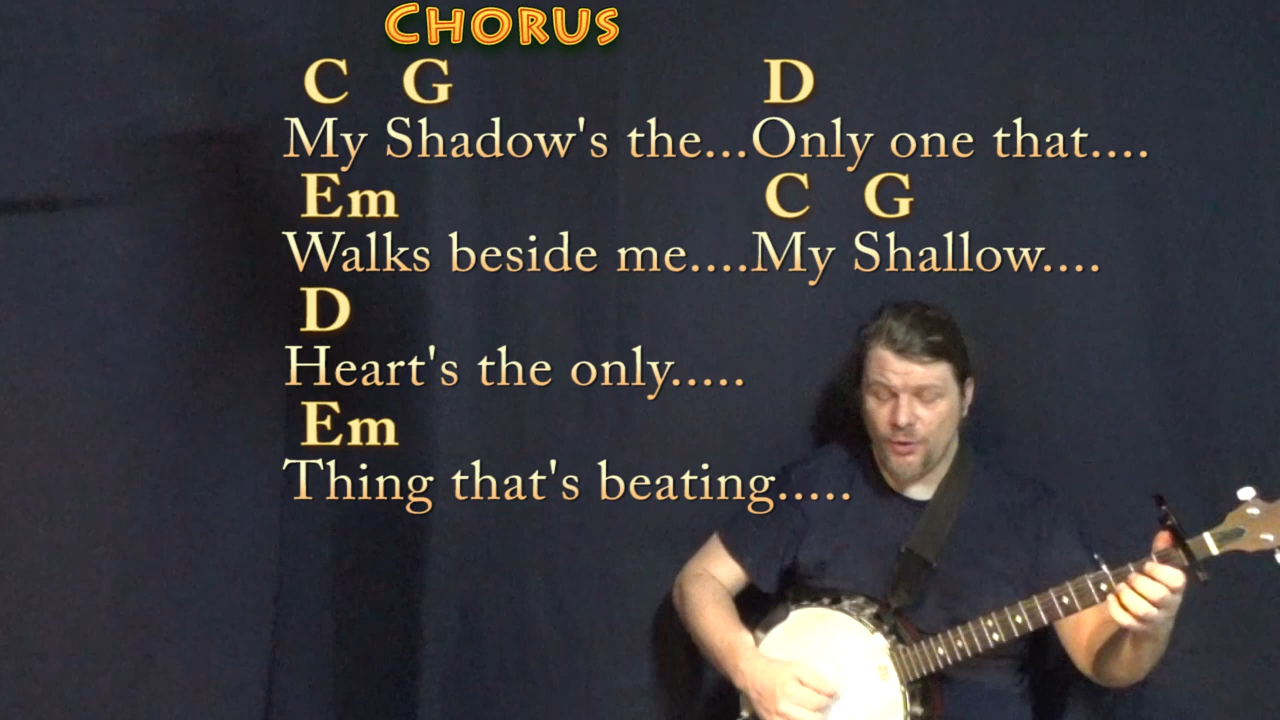 CHORUS
C G D
My Shadow's the...Only one that....
Em C G
Walks beside me....My Shallow....
D
Heart's the only.....
Em
Thing that's beating.....